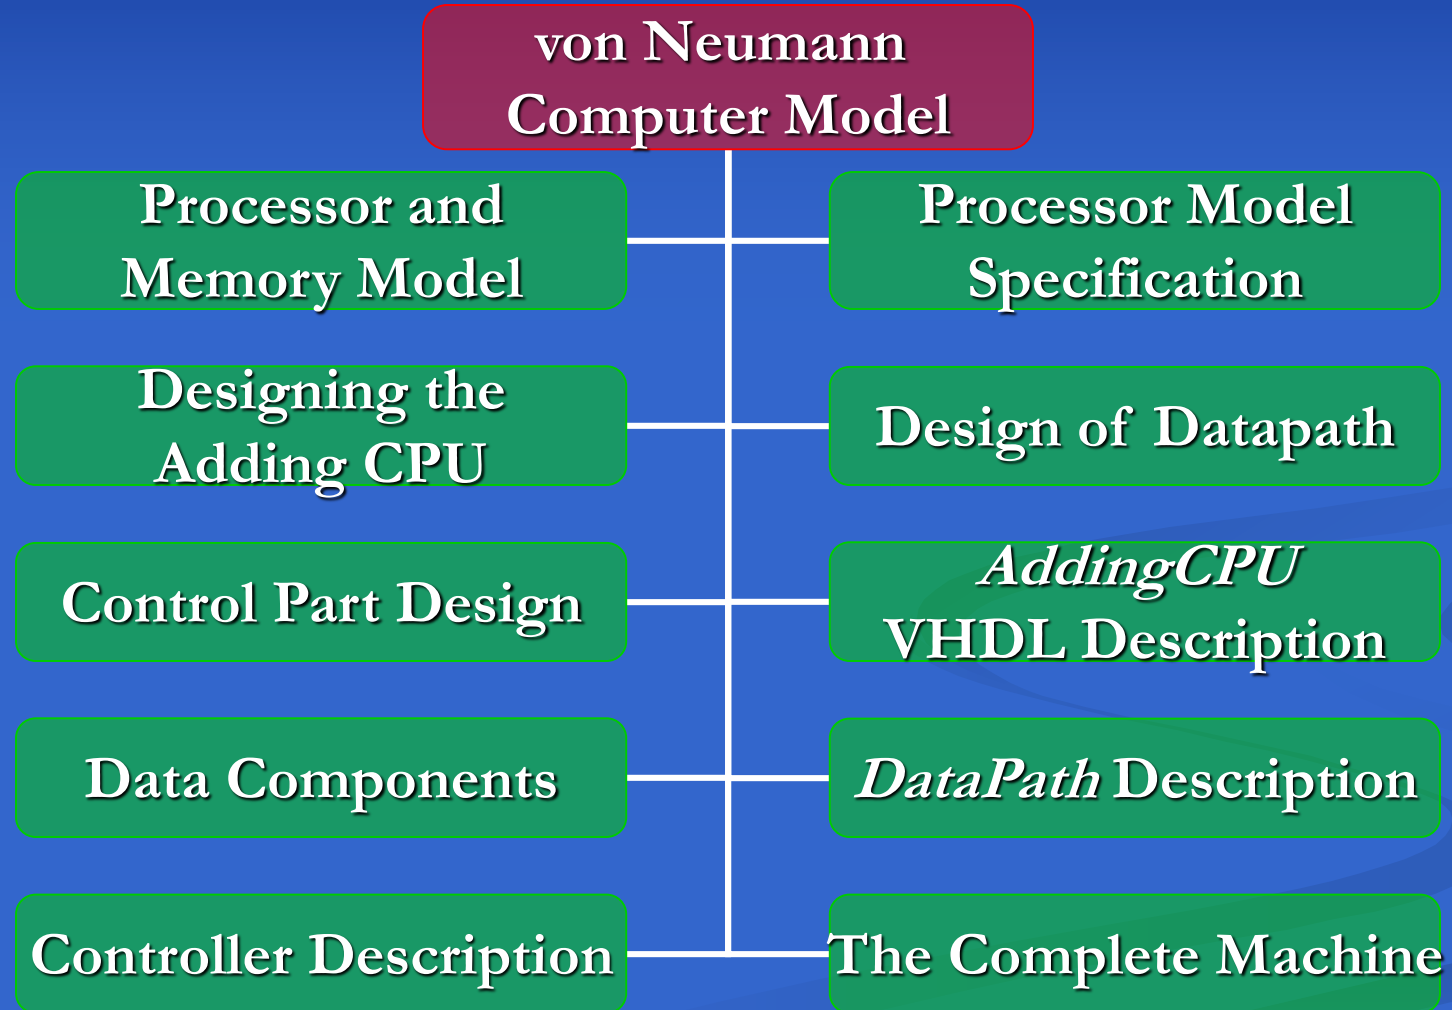 von Neumann
Computer Model
Processor and
Memory Model
Processor Model
Specification
Designing the
Adding CPU
Design of Datapath
Control Part Design
AddingCPU
VHDL Description
Data Components
DataPath Description
Controller Description
The Complete Machine